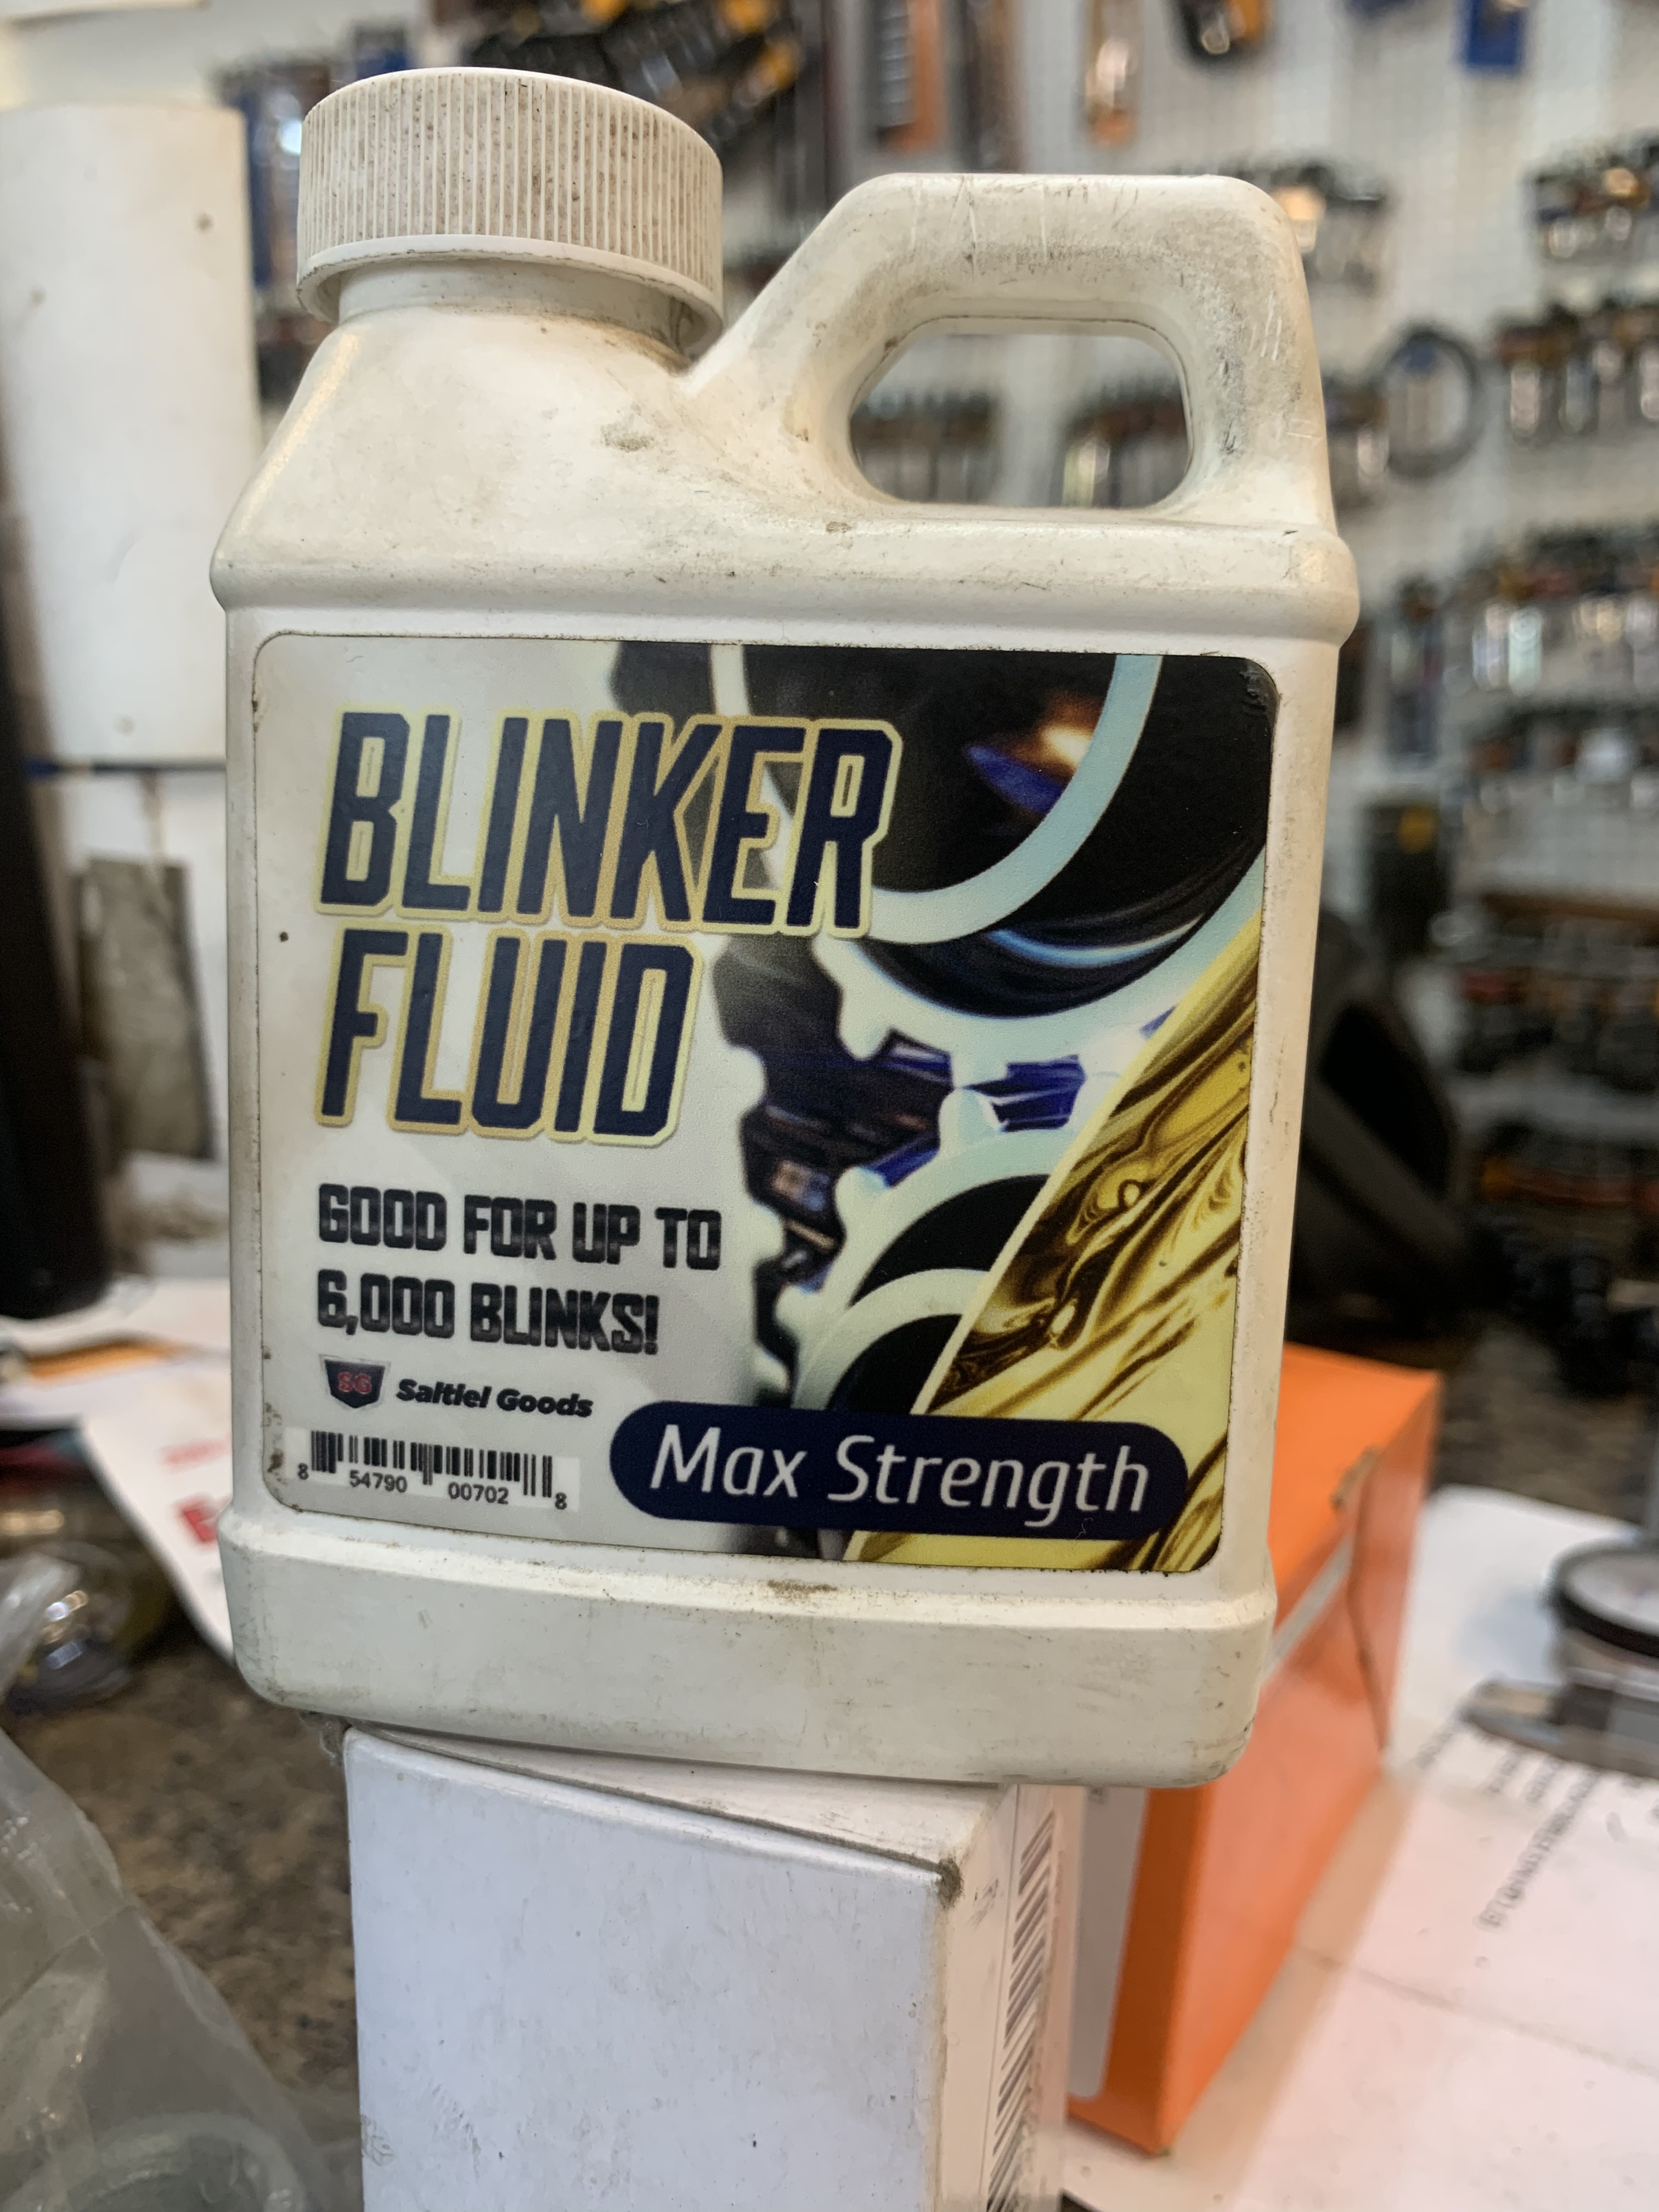 BLINKER
FLUID
GOOD FOR UP TO
6,000 BLINKS!
SG Saltiel Goods
Max Strength
8 54790 00702 8